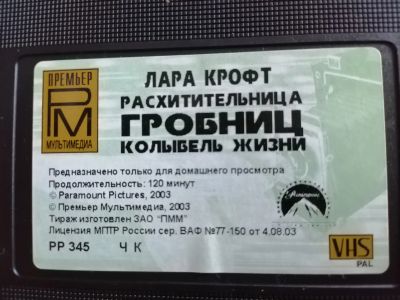 ПРЕМЬЕР
РМ
МУЛЬТИМЕДИА
ЛАРА КРОФТ
РАСХИТИТЕЛЬНИЦА
ГРОБНИЦ
КОЛЫБЕЛЬ ЖИЗНИ
Предназначено только для домашнего просмотра
Продолжительность: 120 минут
© Paramount Pictures, 2003
© Премьер Мультимедиа, 2003
Тираж изготовлен ЗАО "ПММ"
Лицензия МПТР России сер. ВАФ №77-150 от 4.08.03
РР 345 Ч К
Paramount
VHS
PAL